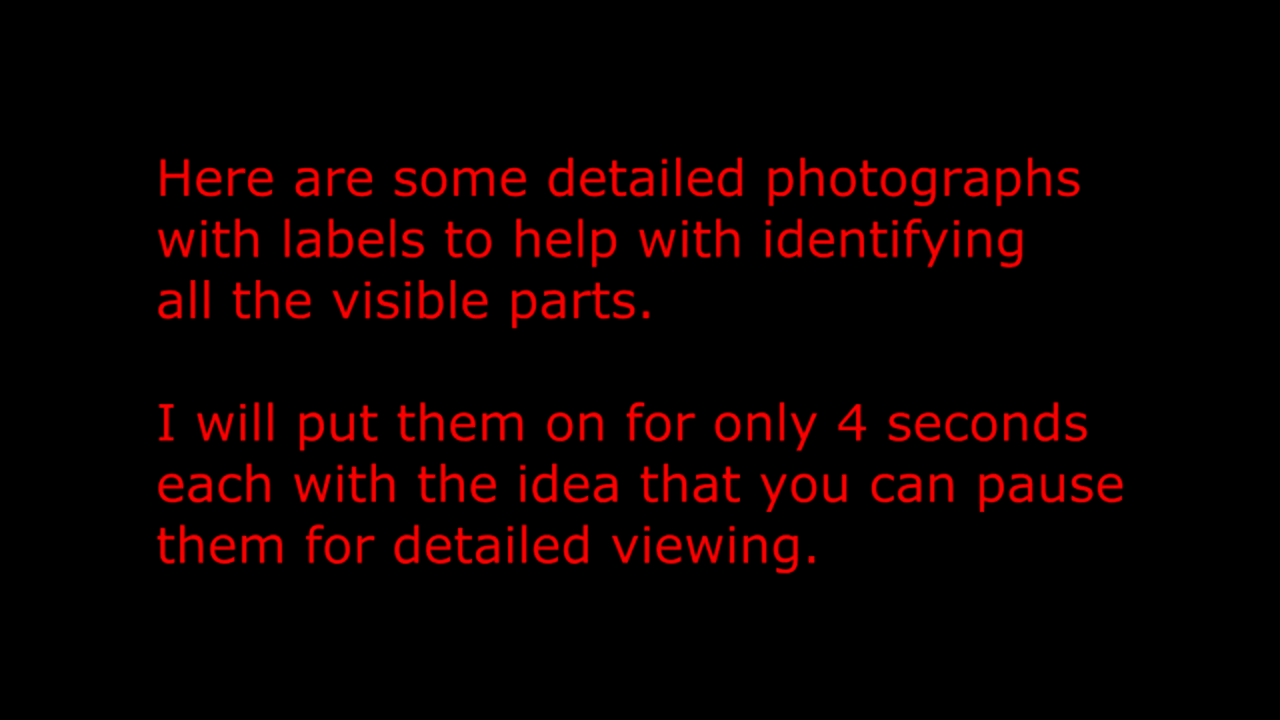 Here are some detailed photographs
with labels to help with identifying
all the visible parts.
I will put them on for only 4 seconds
each with the idea that you can pause
them for detailed viewing.